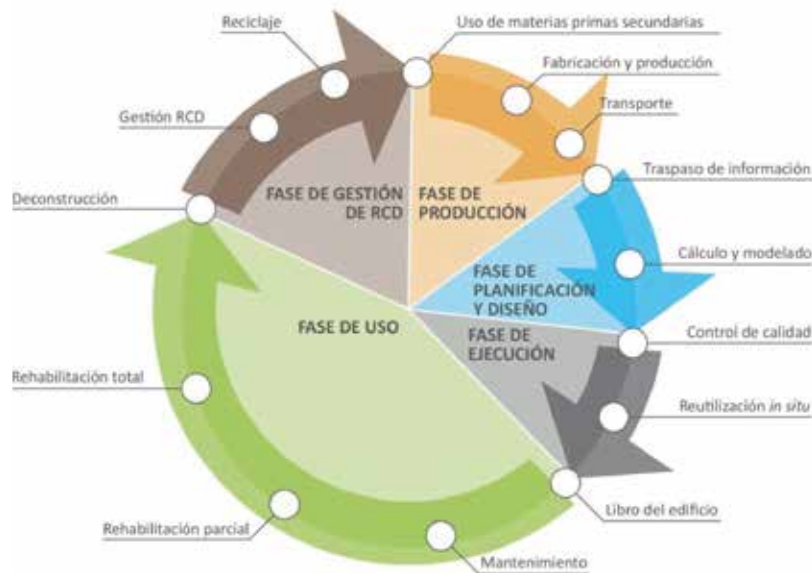 Reciclaje
Uso de materias primas secundarias
Fabricación y producción
Gestión RCD
Transporte
Traspaso de información
Deconstrucción
FASE DE GESTIÓN
DE RCD
FASE DE
PRODUCCIÓN
Cálculo y modelado
FASE DE
PLANIFICACIÓN
Y DISEÑO
FASE DE USO
FASE DE
EJECUCIÓN
Control de calidad
Rehabilitación total
Reutilización in situ
Libro del edificio
Rehabilitación parcial
Mantenimiento